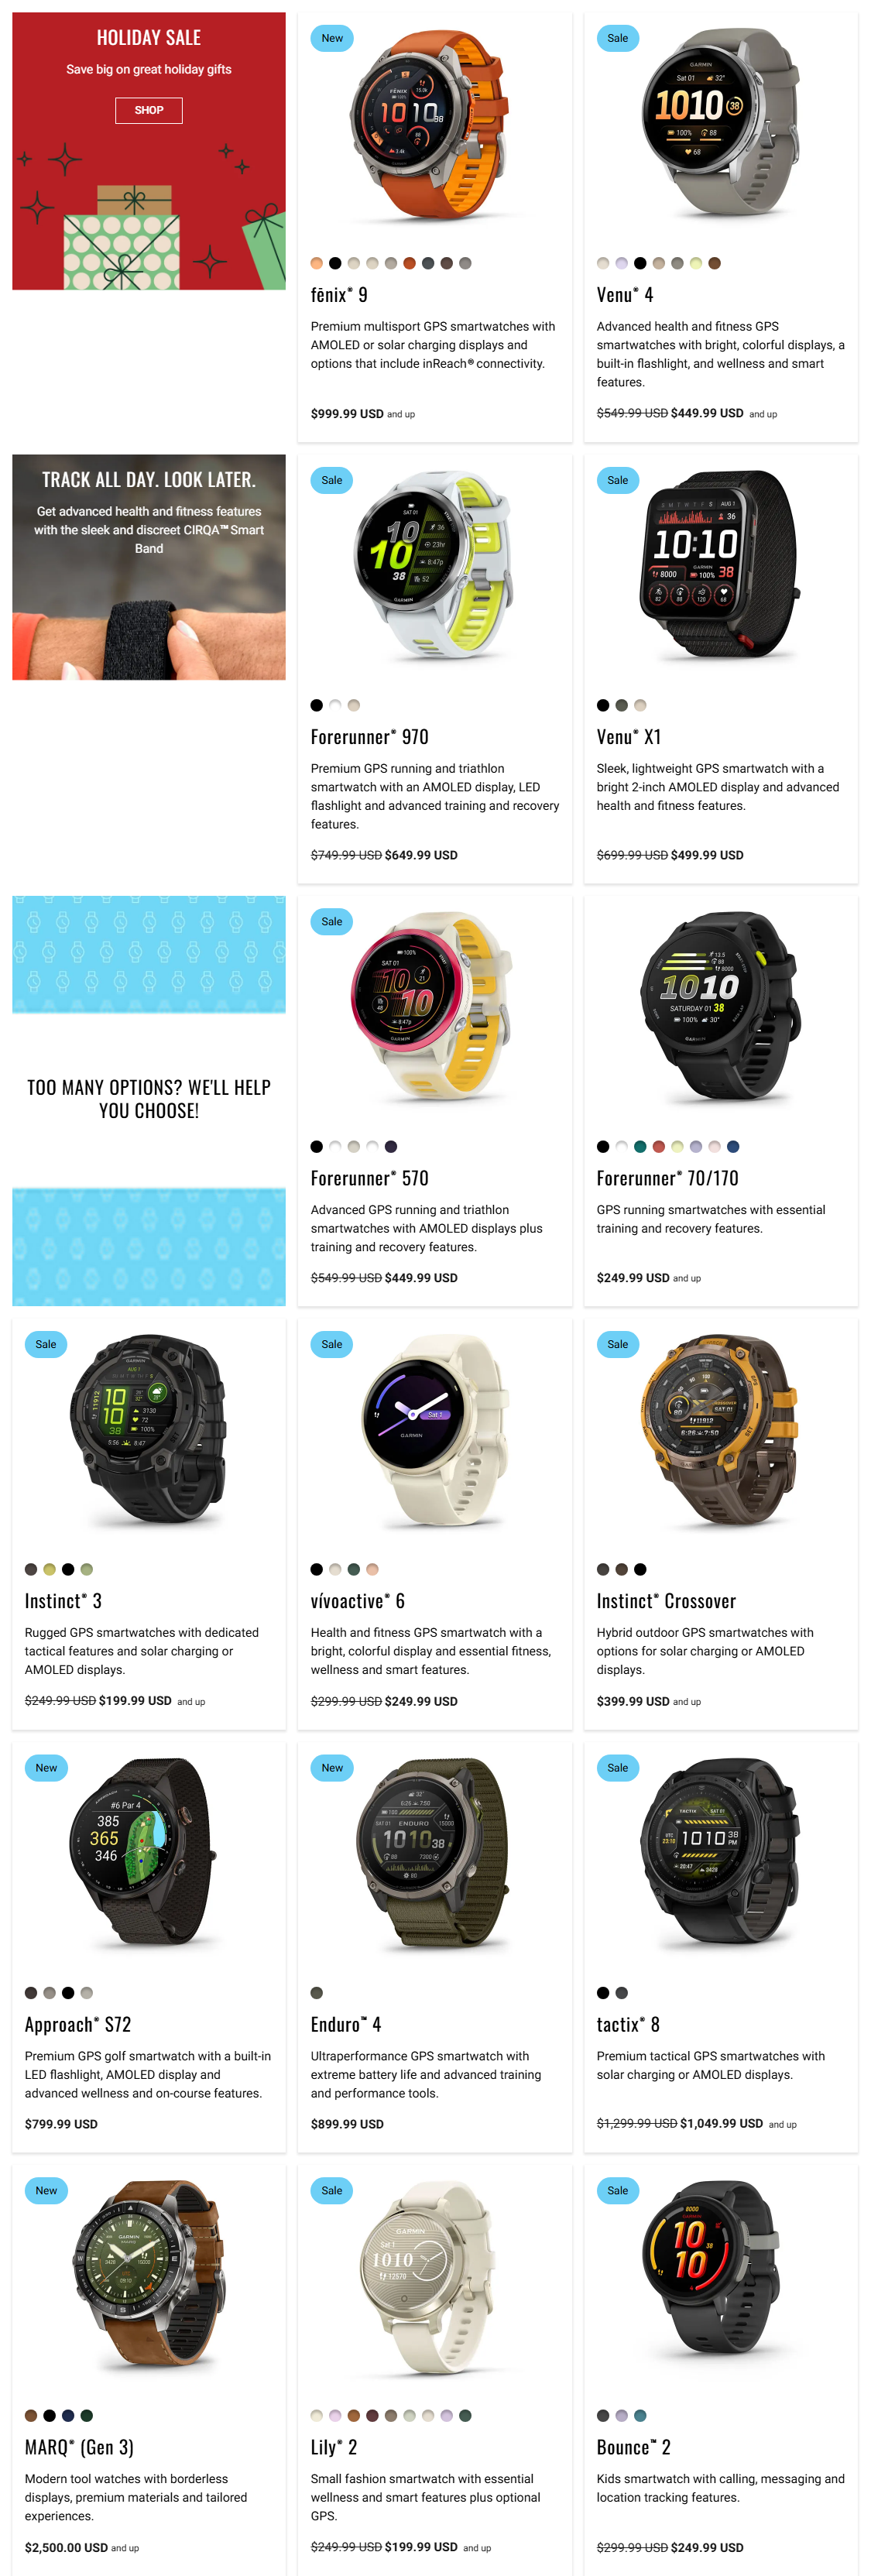 HOLIDAY SALE
Save big on great holiday gifts
SHOP
New
fēnix® 9
Premium multisport GPS smartwatches with
AMOLED or solar charging displays and
options that include inReach® connectivity.
$999.99 USD and up
Sale
Venu® 4
Advanced health and fitness GPS
smartwatches with bright, colorful displays, a
built-in flashlight, and wellness and smart
features.
$549.99 USD $449.99 USD and up
TRACK ALL DAY. LOOK LATER.
Get advanced health and fitness features
with the sleek and discreet CIRQA™ Smart
Band
Sale
Forerunner® 970
Premium GPS running and triathlon
smartwatch with an AMOLED display, LED
flashlight and advanced training and recovery
features.
$749.99 USD $649.99 USD
Sale
Venu® X1
Sleek, lightweight GPS smartwatch with a
bright 2-inch AMOLED display and advanced
health and fitness features.
$699.99 USD $499.99 USD
TOO MANY OPTIONS? WE'LL HELP
YOU CHOOSE!
Sale
Forerunner® 570
Advanced GPS running and triathlon
smartwatches with AMOLED displays plus
training and recovery features.
$549.99 USD $449.99 USD
Forerunner® 70/170
GPS running smartwatches with essential
training and recovery features.
$249.99 USD and up
Sale
Instinct® 3
Rugged GPS smartwatches with dedicated
tactical features and solar charging or
AMOLED displays.
$249.99 USD $199.99 USD and up
Sale
vívoactive® 6
Health and fitness GPS smartwatch with a
bright, colorful display and essential fitness,
wellness and smart features.
$299.99 USD $249.99 USD
Sale
Instinct® Crossover
Hybrid outdoor GPS smartwatches with
options for solar charging or AMOLED
displays.
$399.99 USD and up
New
#6 Par 4
385
365
346
Approach® S72
Premium GPS golf smartwatch with a built-in
LED flashlight, AMOLED display and
advanced wellness and on-course features.
$799.99 USD
New
Enduro™ 4
Ultraperformance GPS smartwatch with
extreme battery life and advanced training
and performance tools.
$899.99 USD
Sale
tactix® 8
Premium tactical GPS smartwatches with
solar charging or AMOLED displays.
$1,299.99 USD $1,049.99 USD and up
New
MARQ® (Gen 3)
Modern tool watches with borderless
displays, premium materials and tailored
experiences.
$2,500.00 USD and up
Sale
Lily® 2
Small fashion smartwatch with essential
wellness and smart features plus optional
GPS.
$249.99 USD $199.99 USD and up
Sale
Bounce™ 2
Kids smartwatch with calling, messaging and
location tracking features.
$299.99 USD $249.99 USD